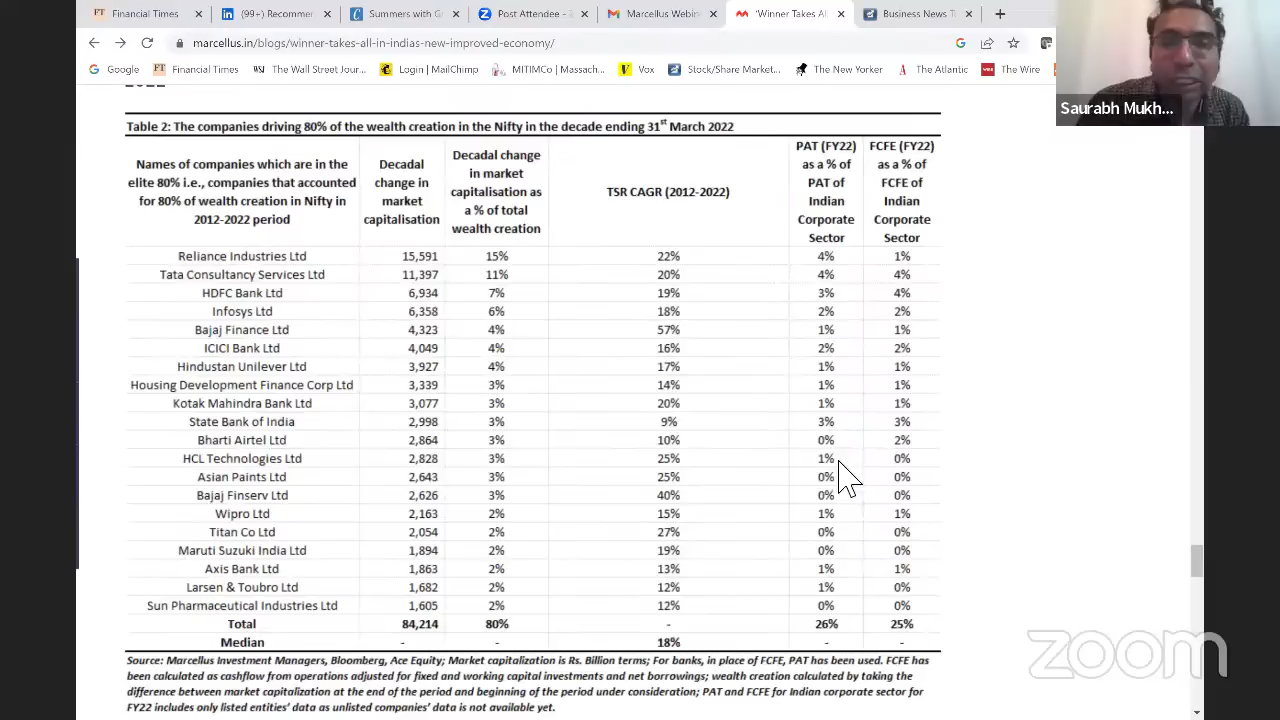 Financial Times
(99+) Recommer
Summers with Gr
Post Attendee –
Marcellus Webin
'Winner Takes All
Business News T
marcellus.in/blogs/winner-takes-all-in-indias-new-improved-economy/
Google
Financial Times
The Wall Street Jour...
Login | MailChimp
MITIMCo | Massach...
Vox
Stock/Share Market...
The New Yorker
The Atlantic
The Wire
Saurabh Mukh...
2022
Table 2: The companies driving 80% of the wealth creation in the Nifty in the decade ending 31st March 2022
Names of companies which are in the elite 80% i.e., companies that accounted for 80% of wealth creation in Nifty in 2012-2022 period
Decadal change in market capitalisation
Decadal change in market capitalisation as a % of total wealth creation
TSR CAGR (2012-2022)
PAT (FY22) as a % of PAT of Indian Corporate Sector
FCFE (FY22) as a % of FCFE of Indian Corporate Sector
Reliance Industries Ltd 15,591 15% 22% 4% 1%
Tata Consultancy Services Ltd 11,397 11% 20% 4% 4%
HDFC Bank Ltd 6,934 7% 19% 3% 4%
Infosys Ltd 6,358 6% 18% 2% 2%
Bajaj Finance Ltd 4,323 4% 57% 1% 1%
ICICI Bank Ltd 4,049 4% 16% 2% 2%
Hindustan Unilever Ltd 3,927 4% 17% 1% 1%
Housing Development Finance Corp Ltd 3,339 3% 14% 1% 1%
Kotak Mahindra Bank Ltd 3,077 3% 20% 1% 1%
State Bank of India 2,998 3% 9% 3% 3%
Bharti Airtel Ltd 2,864 3% 10% 0% 2%
HCL Technologies Ltd 2,828 3% 25% 1% 0%
Asian Paints Ltd 2,643 3% 25% 0% 0%
Bajaj Finserv Ltd 2,626 3% 40% 0% 0%
Wipro Ltd 2,163 2% 15% 1% 1%
Titan Co Ltd 2,054 2% 27% 0% 0%
Maruti Suzuki India Ltd 1,894 2% 19% 0% 0%
Axis Bank Ltd 1,863 2% 13% 1% 1%
Larsen & Toubro Ltd 1,682 2% 12% 1% 0%
Sun Pharmaceutical Industries Ltd 1,605 2% 12% 0% 0%
Total 84,214 80% - 26% 25%
Median - - 18% - -
Source: Marcellus Investment Managers, Bloomberg, Ace Equity; Market capitalization is Rs. Billion terms; For banks, in place of FCFE, PAT has been used. FCFE has
been calculated as cashflow from operations adjusted for fixed and working capital investments and net borrowings; wealth creation calculated by taking the
difference between market capitalization at the end of the period and beginning of the period under consideration; PAT and FCFE for Indian corporate sector for
FY22 includes only listed entities' data as unlisted companies' data is not available yet.
zoom